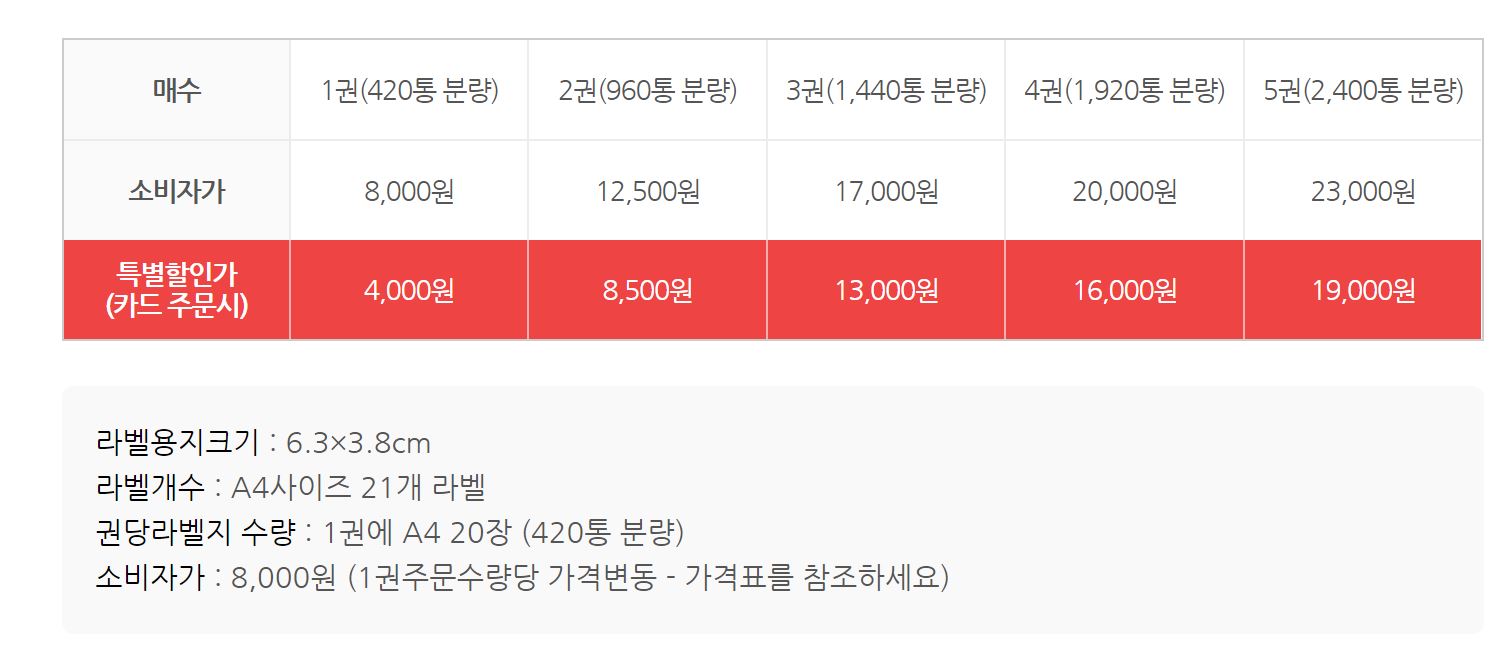 매수 1권(420통 분량) 2권(960통 분량) 3권(1,440통 분량) 4권(1,920통 분량) 5권(2,400통 분량)
소비자가 8,000원 12,500원 17,000원 20,000원 23,000원
특별할인가
(카드 주문시) 4,000원 8,500원 13,000원 16,000원 19,000원
라벨용지크기 : 6.3×3.8cm
라벨개수 : A4사이즈 21개 라벨
권당라벨지 수량 : 1권에 A4 20장 (420통 분량)
소비자가 : 8,000원 (1권주문수량당 가격변동 - 가격표를 참조하세요)